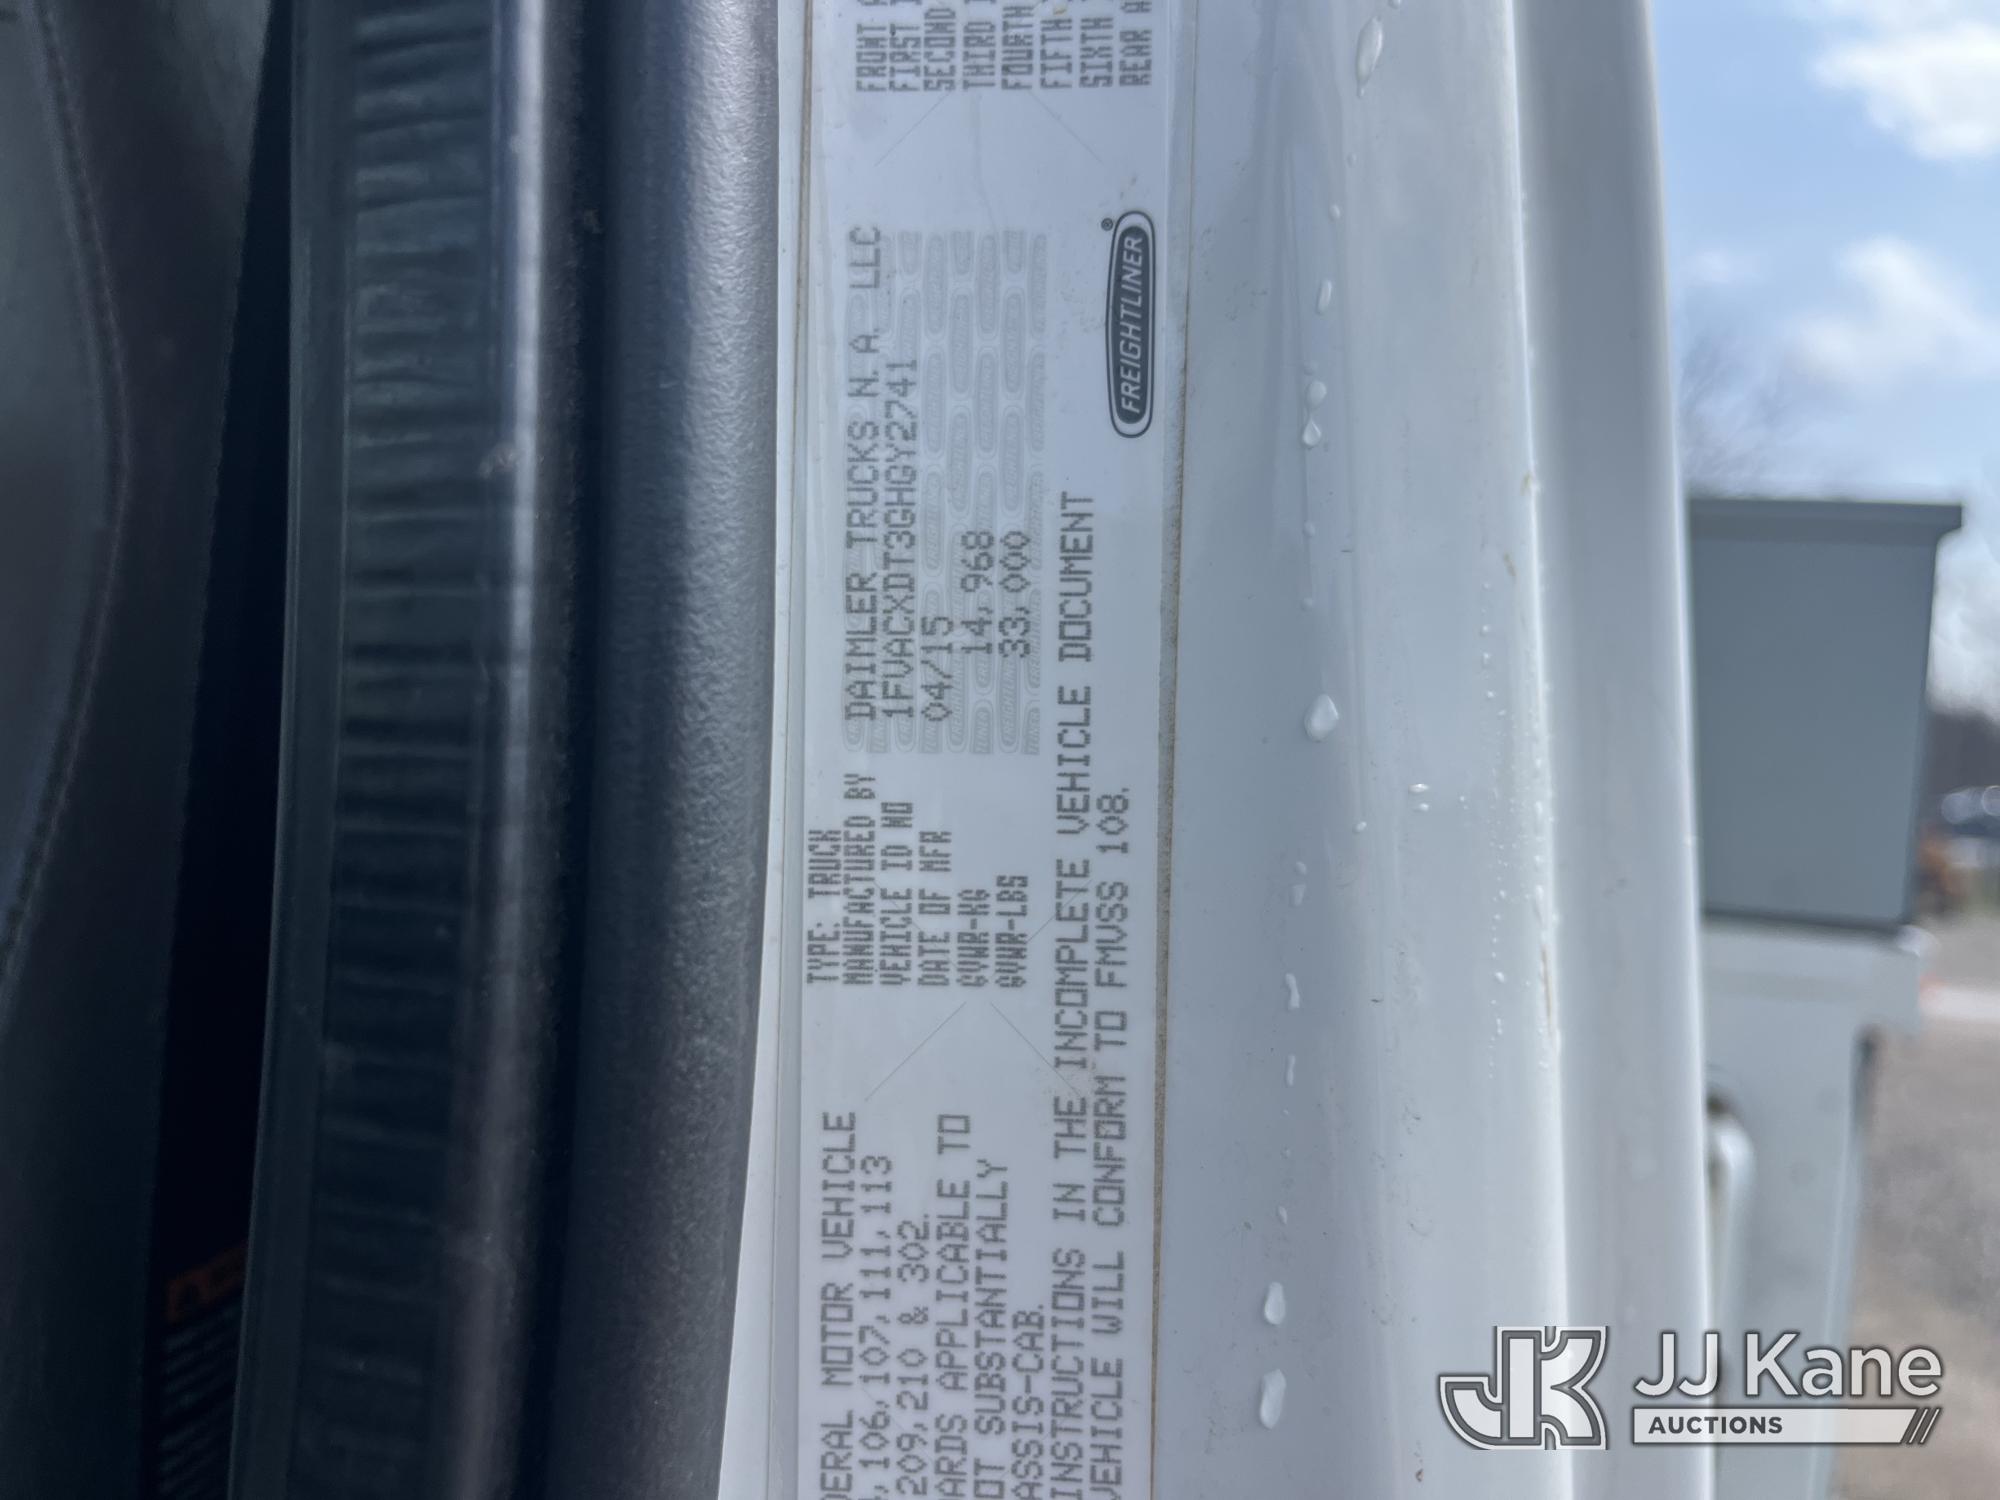 DERAL MOTOR VEHICLE
106, 107, 111, 113
209, 210 & 302.
ARDS APPLICABLE TO
OT SUBSTANTIALLY
ASSIS-CAB.
INSTRUCTIONS IN THE INCOMPLETE VEHICLE DOCUMENT
VEHICLE WILL CONFORM TO FMVSS 108.
TYPE: TRUCK
MANUFACTURED BY DAIMLER TRUCKS N.A. LLC
VEHICLE ID NO 1FVACXDT3GHGY2741
DATE OF MFR 04/15
GVWR-KG 14,968
GVWR-LBS 33,000
FREIGHTLINER®
FRONT A
FIRST I
SECOND
THIRD I
FOURTH
FIFTH
SIXTH
REAR A
JK JJ Kane
AUCTIONS